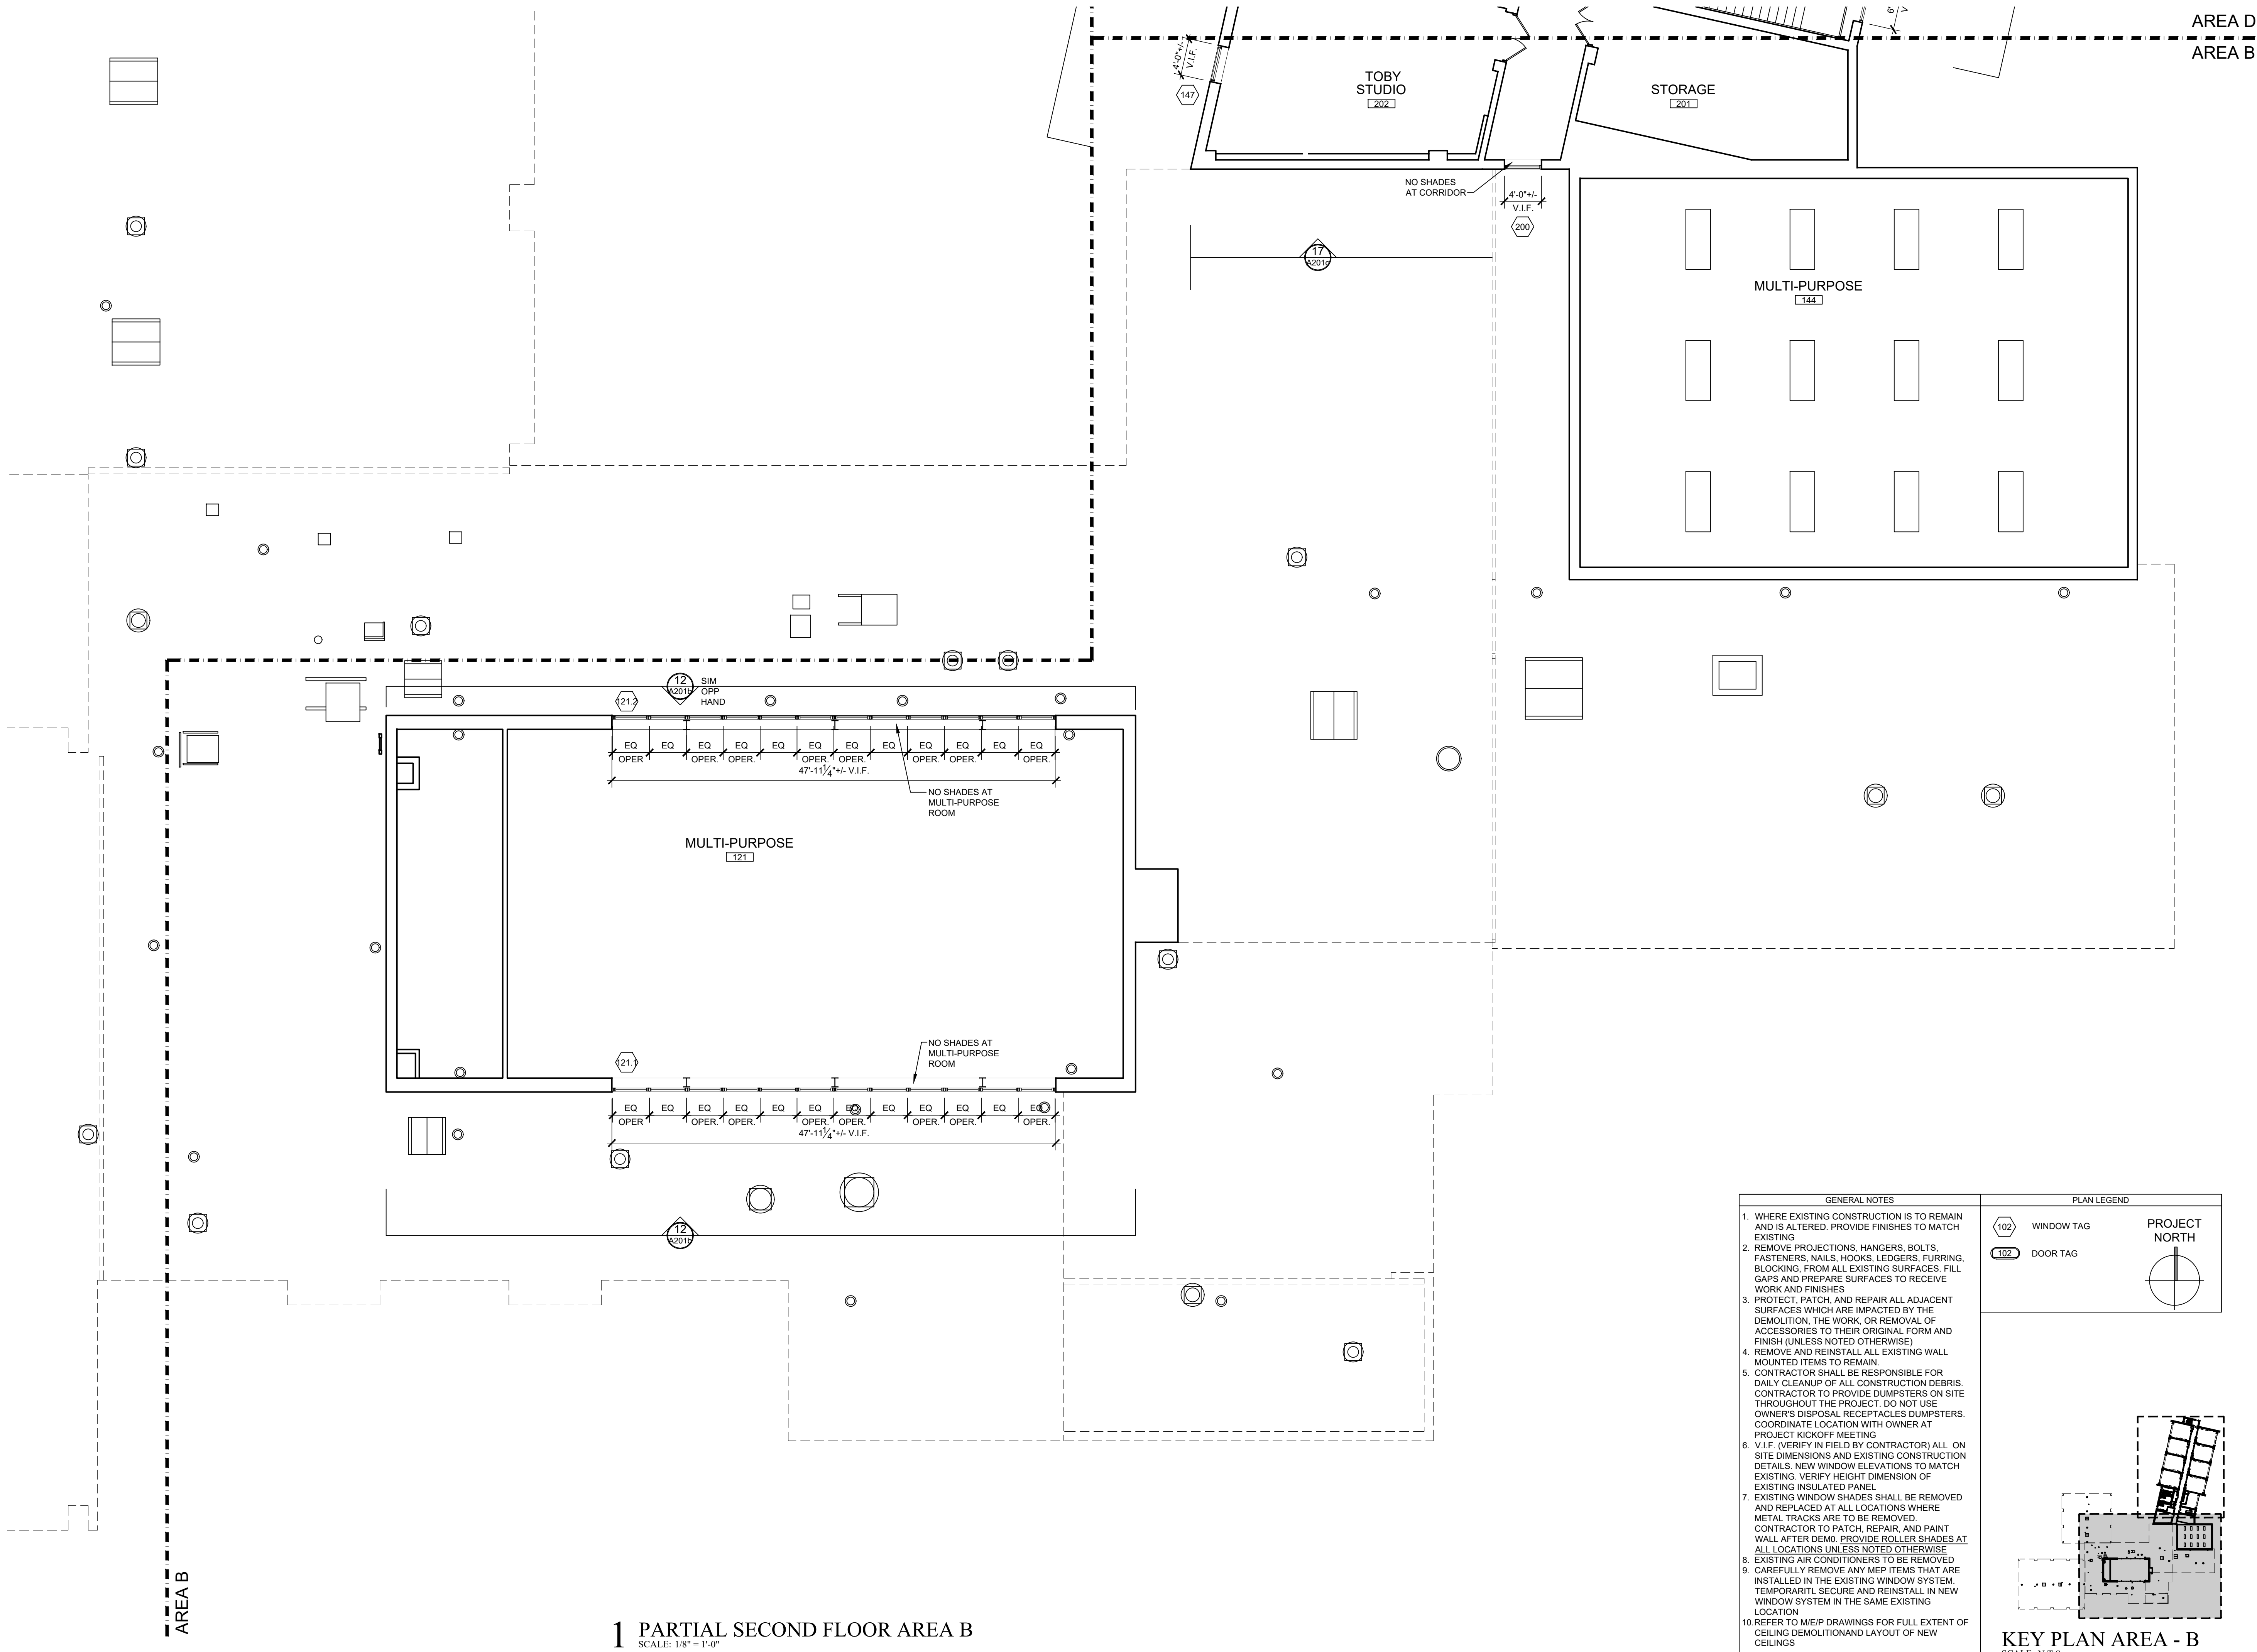 AREA D
AREA B
4'-0"+/-
V.I.F.
147
TOBY
STUDIO
202
STORAGE
201
6'
V
NO SHADES
AT CORRIDOR
4'-0"+/-
V.I.F.
200
17
A201c
MULTI-PURPOSE
144
12
A201b
SIM
OPP
HAND
121.2
EQ EQ EQ EQ EQ EQ EQ EQ EQ EQ EQ EQ
OPER OPER. OPER. OPER. OPER. OPER. OPER. OPER.
47'-11 1/4"+/- V.I.F.
NO SHADES AT
MULTI-PURPOSE
ROOM
MULTI-PURPOSE
121
NO SHADES AT
MULTI-PURPOSE
ROOM
121.1
EQ EQ EQ EQ EQ EQ EQ EQ EQ EQ EQ EQ
OPER OPER. OPER. OPER. OPER. OPER. OPER. OPER.
47'-11 1/4"+/- V.I.F.
12
A201b
AREA B
1 PARTIAL SECOND FLOOR AREA B
SCALE: 1/8" = 1'-0"
GENERAL NOTES
1. WHERE EXISTING CONSTRUCTION IS TO REMAIN
AND IS ALTERED. PROVIDE FINISHES TO MATCH
EXISTING
2. REMOVE PROJECTIONS, HANGERS, BOLTS,
FASTENERS, NAILS, HOOKS, LEDGERS, FURRING,
BLOCKING, FROM ALL EXISTING SURFACES. FILL
GAPS AND PREPARE SURFACES TO RECEIVE
WORK AND FINISHES
3. PROTECT, PATCH, AND REPAIR ALL ADJACENT
SURFACES WHICH ARE IMPACTED BY THE
DEMOLITION, THE WORK, OR REMOVAL OF
ACCESSORIES TO THEIR ORIGINAL FORM AND
FINISH (UNLESS NOTED OTHERWISE)
4. REMOVE AND REINSTALL ALL EXISTING WALL
MOUNTED ITEMS TO REMAIN.
5. CONTRACTOR SHALL BE RESPONSIBLE FOR
DAILY CLEANUP OF ALL CONSTRUCTION DEBRIS.
CONTRACTOR TO PROVIDE DUMPSTERS ON SITE
THROUGHOUT THE PROJECT. DO NOT USE
OWNER'S DISPOSAL RECEPTACLES DUMPSTERS.
COORDINATE LOCATION WITH OWNER AT
PROJECT KICKOFF MEETING
6. V.I.F. (VERIFY IN FIELD BY CONTRACTOR) ALL ON
SITE DIMENSIONS AND EXISTING CONSTRUCTION
DETAILS. NEW WINDOW ELEVATIONS TO MATCH
EXISTING. VERIFY HEIGHT DIMENSION OF
EXISTING INSULATED PANEL
7. EXISTING WINDOW SHADES SHALL BE REMOVED
AND REPLACED AT ALL LOCATIONS WHERE
METAL TRACKS ARE TO BE REMOVED.
CONTRACTOR TO PATCH, REPAIR, AND PAINT
WALL AFTER DEM0. PROVIDE ROLLER SHADES AT
ALL LOCATIONS UNLESS NOTED OTHERWISE
8. EXISTING AIR CONDITIONERS TO BE REMOVED
9. CAREFULLY REMOVE ANY MEP ITEMS THAT ARE
INSTALLED IN THE EXISTING WINDOW SYSTEM.
TEMPORARITL SECURE AND REINSTALL IN NEW
WINDOW SYSTEM IN THE SAME EXISTING
LOCATION
10. REFER TO M/E/P DRAWINGS FOR FULL EXTENT OF
CEILING DEMOLITIONAND LAYOUT OF NEW
CEILINGS
PLAN LEGEND
102 WINDOW TAG
102 DOOR TAG
PROJECT
NORTH
KEY PLAN AREA - B